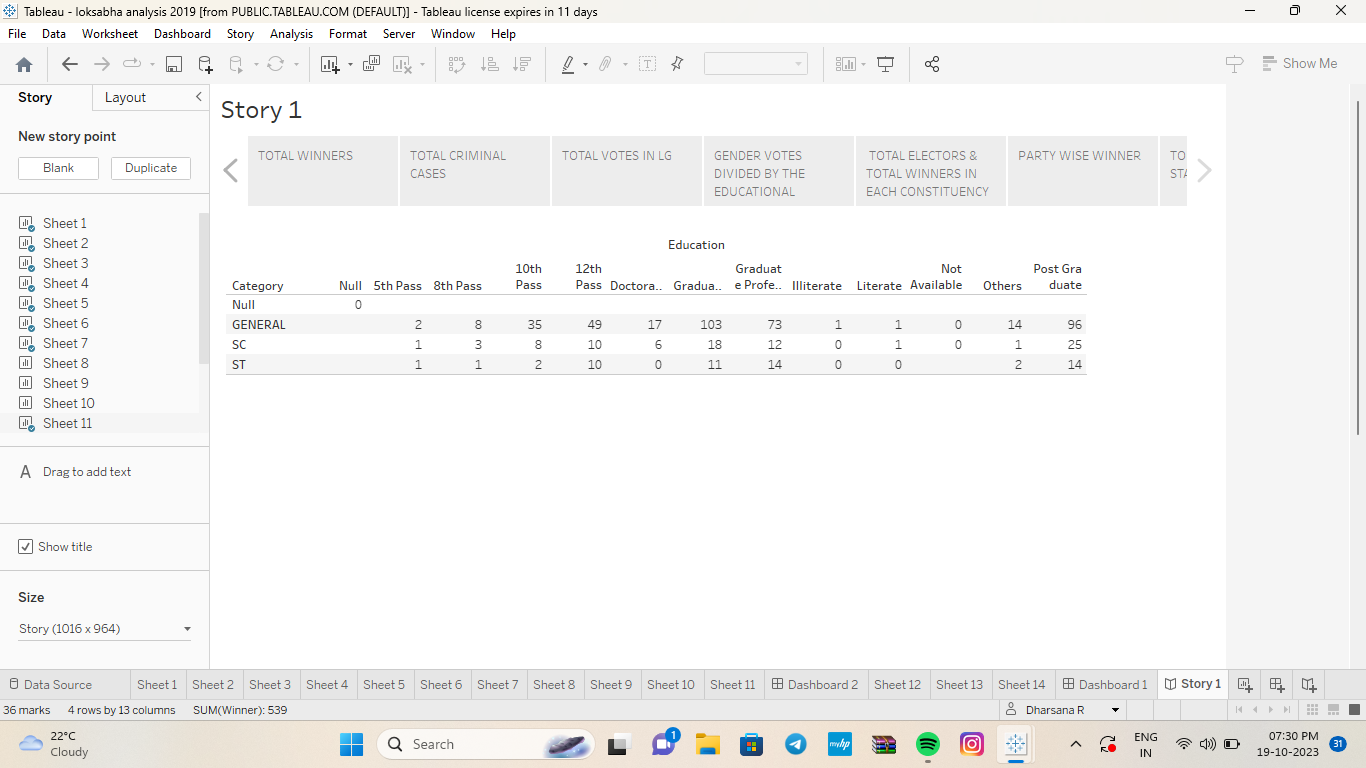 Tableau - loksabha analysis 2019 [from PUBLIC.TABLEAU.COM (DEFAULT)] - Tableau license expires in 11 days
File Data Worksheet Dashboard Story Analysis Format Server Window Help
Show Me
Story Layout
New story point
Blank Duplicate
Sheet 1
Sheet 2
Sheet 3
Sheet 4
Sheet 5
Sheet 6
Sheet 7
Sheet 8
Sheet 9
Sheet 10
Sheet 11
A Drag to add text
Show title
Size
Story (1016 x 964)
Story 1
TOTAL WINNERS
TOTAL CRIMINAL
CASES
TOTAL VOTES IN LG
GENDER VOTES
DIVIDED BY THE
EDUCATIONAL
TOTAL ELECTORS &
TOTAL WINNERS IN
EACH CONSTITUENCY
PARTY WISE WINNER
TO
STA
Education
Category Null 5th Pass 8th Pass 10th Pass 12th Pass Doctora.. Gradua.. Graduat e Profe.. Illiterate Literate Not Available Others Post Gra duate
Null 0
GENERAL 2 8 35 49 17 103 73 1 1 0 14 96
SC 1 3 8 10 6 18 12 0 1 0 1 25
ST 1 1 2 10 0 11 14 0 0 2 14
Data Source Sheet 1 Sheet 2 Sheet 3 Sheet 4 Sheet 5 Sheet 6 Sheet 7 Sheet 8 Sheet 9 Sheet 10 Sheet 11 Dashboard 2 Sheet 12 Sheet 13 Sheet 14 Dashboard 1 Story 1
36 marks 4 rows by 13 columns SUM(Winner): 539 Dharsana R
22°C
Cloudy
Search
1
myhp
ENG
IN
07:30 PM
19-10-2023
31